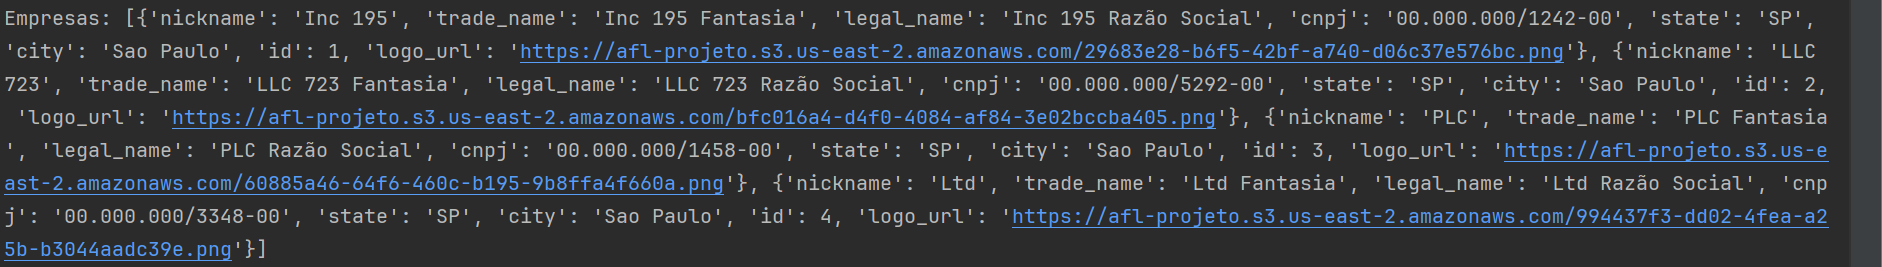 Empresas: [{'nickname': 'Inc 195', 'trade_name': 'Inc 195 Fantasia', 'legal_name': 'Inc 195 Razão Social', 'cnpj': '00.000.000/1242-00', 'state': 'SP',
'city': 'Sao Paulo', 'id': 1, 'logo_url': 'https://afl-projeto.s3.us-east-2.amazonaws.com/29683e28-b6f5-42bf-a740-d06c37e576bc.png'}, {'nickname': 'LLC
723', 'trade_name': 'LLC 723 Fantasia', 'legal_name': 'LLC 723 Razão Social', 'cnpj': '00.000.000/5292-00', 'state': 'SP', 'city': 'Sao Paulo', 'id': 2,
'logo_url': 'https://afl-projeto.s3.us-east-2.amazonaws.com/bfc016a4-d4f0-4084-af84-3e02bccba405.png'}, {'nickname': 'PLC', 'trade_name': 'PLC Fantasia
', 'legal_name': 'PLC Razão Social', 'cnpj': '00.000.000/1458-00', 'state': 'SP', 'city': 'Sao Paulo', 'id': 3, 'logo_url': 'https://afl-projeto.s3.us-e
ast-2.amazonaws.com/60885a46-64f6-460c-b195-9b8ffa4f660a.png'}, {'nickname': 'Ltd', 'trade_name': 'Ltd Fantasia', 'legal_name': 'Ltd Razão Social', 'cnp
j': '00.000.000/3348-00', 'state': 'SP', 'city': 'Sao Paulo', 'id': 4, 'logo_url': 'https://afl-projeto.s3.us-east-2.amazonaws.com/994437f3-dd02-4fea-a2
5b-b3044aadc39e.png'}]